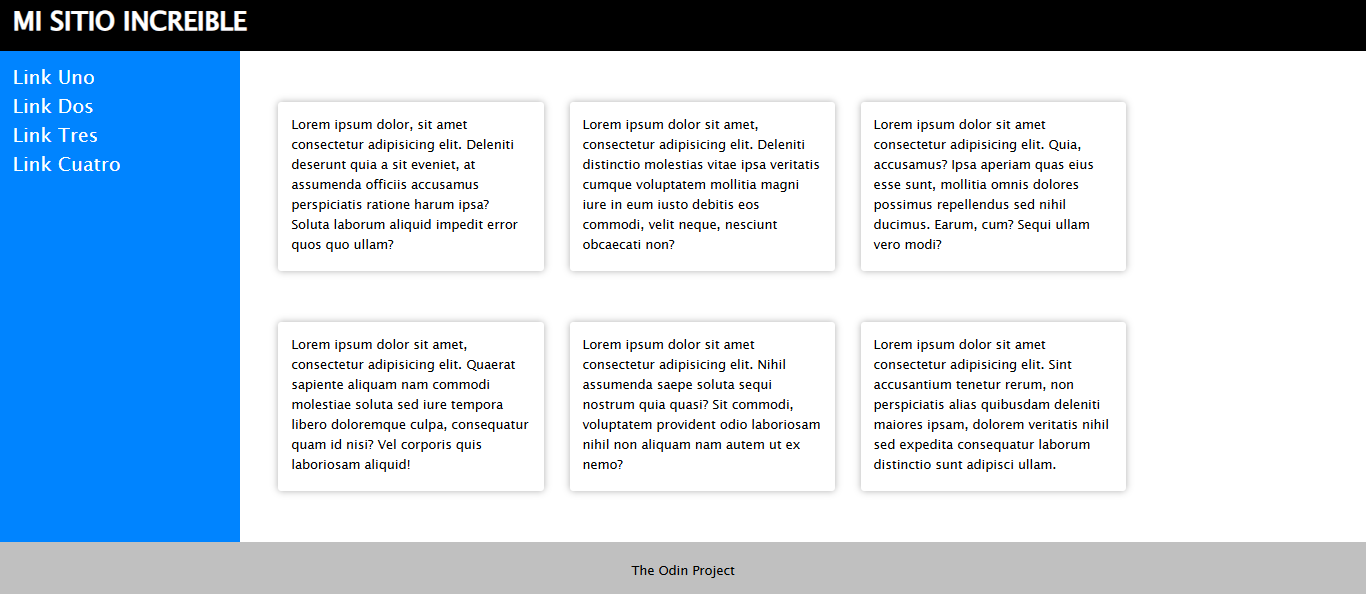 MI SITIO INCREIBLE
Link Uno
Link Dos
Link Tres
Link Cuatro
Lorem ipsum dolor, sit amet
consectetur adipisicing elit. Deleniti
deserunt quia a sit eveniet, at
assumenda officiis accusamus
perspiciatis ratione harum ipsa?
Soluta laborum aliquid impedit error
quos quo ullam?
Lorem ipsum dolor sit amet,
consectetur adipisicing elit. Deleniti
distinctio molestias vitae ipsa veritatis
cumque voluptatem mollitia magni
iure in eum iusto debitis eos
commodi, velit neque, nesciunt
obcaecati non?
Lorem ipsum dolor sit amet
consectetur adipisicing elit. Quia,
accusamus? Ipsa aperiam quas eius
esse sunt, mollitia omnis dolores
possimus repellendus sed nihil
ducimus. Earum, cum? Sequi ullam
vero modi?
Lorem ipsum dolor sit amet,
consectetur adipisicing elit. Quaerat
sapiente aliquam nam commodi
molestiae soluta sed iure tempora
libero doloremque culpa, consequatur
quam id nisi? Vel corporis quis
laboriosam aliquid!
Lorem ipsum dolor sit amet
consectetur adipisicing elit. Nihil
assumenda saepe soluta sequi
nostrum quia quasi? Sit commodi,
voluptatem provident odio laboriosam
nihil non aliquam nam autem ut ex
nemo?
Lorem ipsum dolor sit amet
consectetur adipisicing elit. Sint
accusantium tenetur rerum, non
perspiciatis alias quibusdam deleniti
maiores ipsam, dolorem veritatis nihil
sed expedita consequatur laborum
distinctio sunt adipisci ullam.
The Odin Project